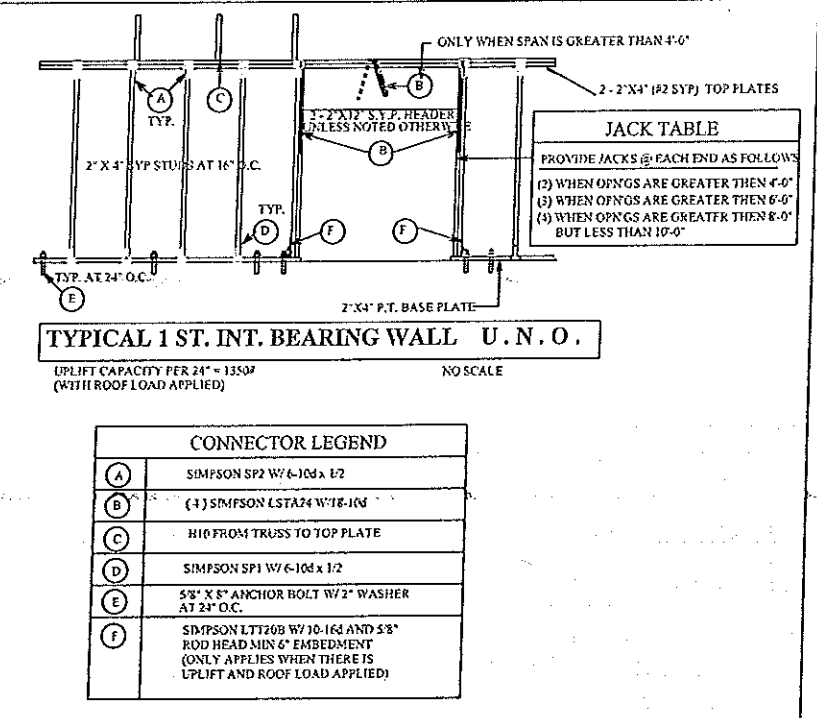 ONLY WHEN SPAN IS GREATER THAN 4'-0"
B
A
TYP.
C
2 - 2"X4" (#2 SYP) TOP PLATES
2 - 2"X12" S.Y.P. HEADER
UNLESS NOTED OTHERWISE
B
2" X 4" SYP STUDS AT 16" O.C.
JACK TABLE
PROVIDE JACKS @ EACH END AS FOLLOWS
(2) WHEN OPNGS ARE GREATER THEN 4'-0"
(3) WHEN OPNGS ARE GREATER THEN 6'-0"
(4) WHEN OPNGS ARE GREATER THEN 8'-0"
BUT LESS THAN 10'-0"
TYP.
D
F
F
TYP. AT 24" O.C.
E
2"X4" P.T. BASE PLATE
TYPICAL 1 ST. INT. BEARING WALL U.N.O.
UPLIFT CAPACITY PER 24" = 1350#
(WITH ROOF LOAD APPLIED)
NO SCALE
CONNECTOR LEGEND
A SIMPSON SP2 W/ 6-10d x 1/2
B (4) SIMPSON LSTA24 W/18-10d
C H10 FROM TRUSS TO TOP PLATE
D SIMPSON SP1 W/ 6-10d x 1/2
E 5/8" X 8" ANCHOR BOLT W/ 2" WASHER
AT 24" O.C.
F SIMPSON LTT20B W/ 10-16d AND 5/8"
ROD HEAD MIN 6" EMBEDMENT
(ONLY APPLIES WHEN THERE IS
UPLIFT AND ROOF LOAD APPLIED)